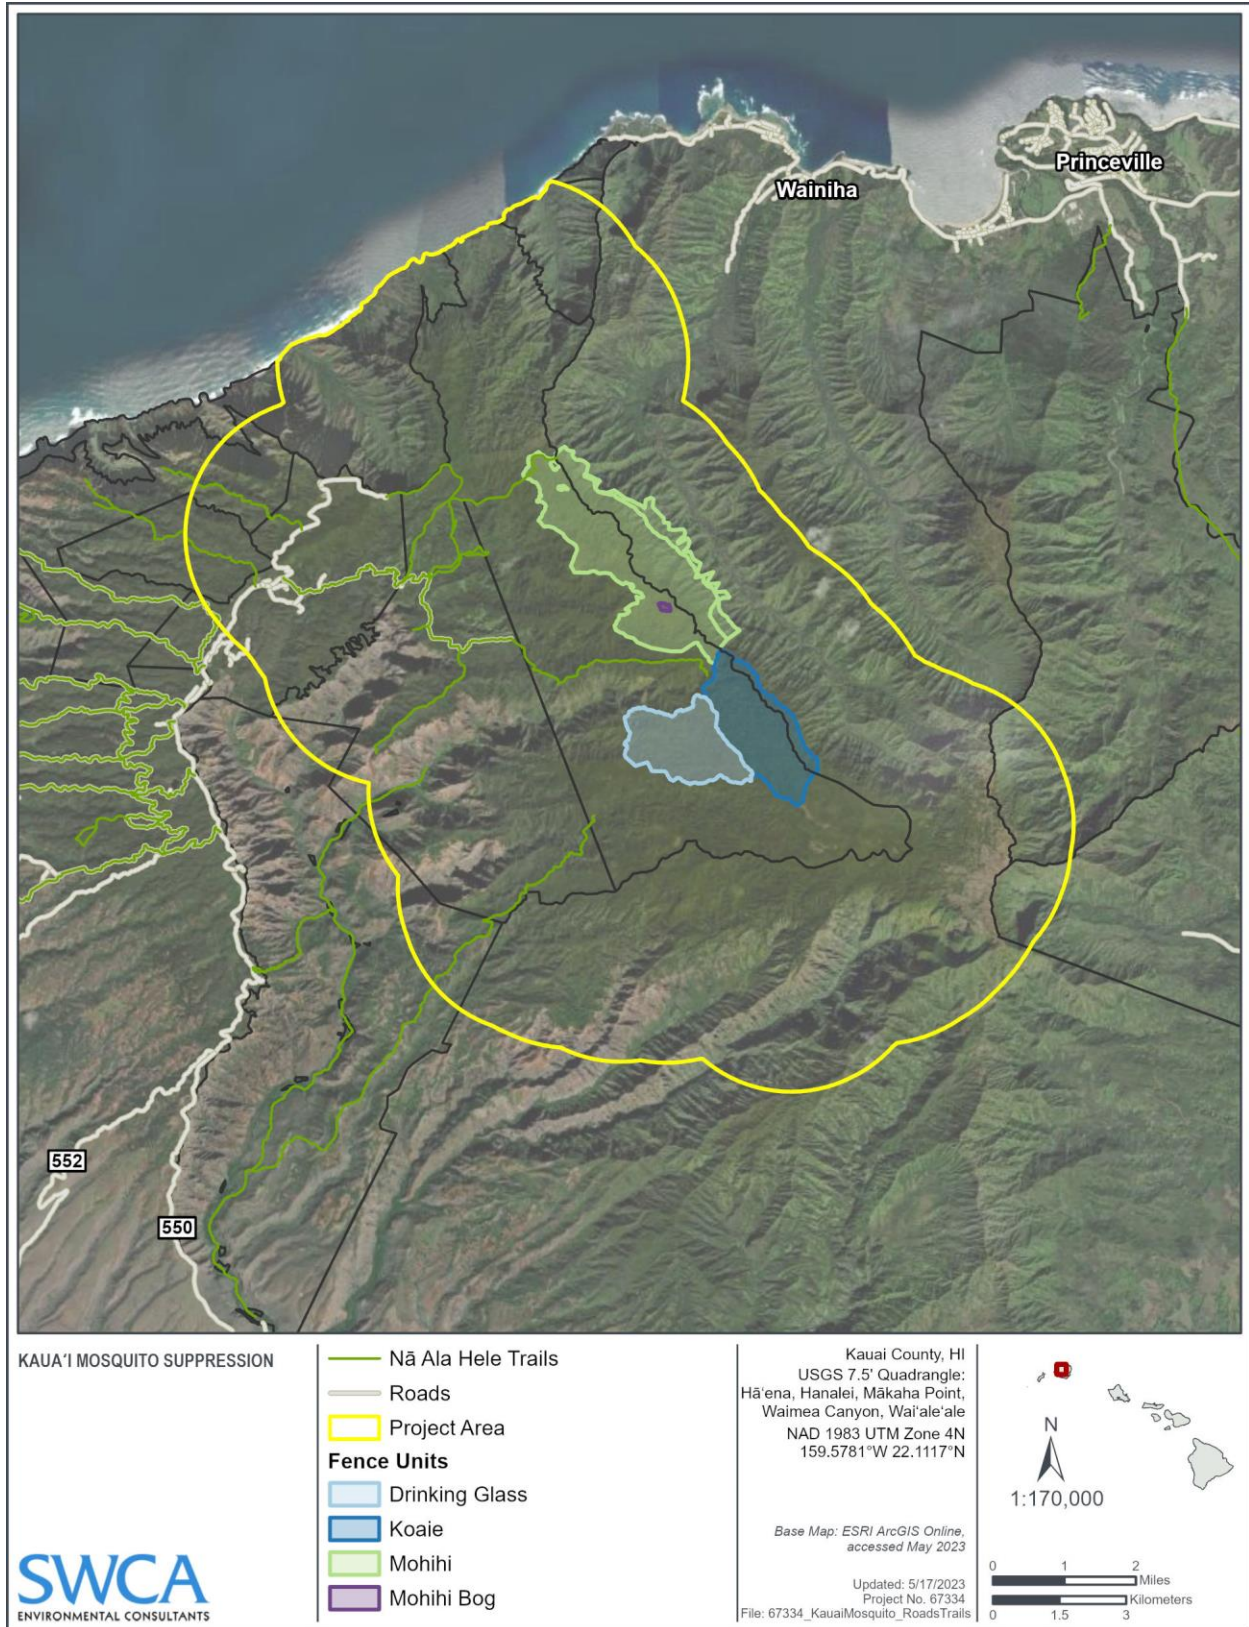 Princeville
Wainiha
552
550
KAUAʻI MOSQUITO SUPPRESSION
Nā Ala Hele Trails
Roads
Project Area
Fence Units
Drinking Glass
Koaie
Mohihi
Mohihi Bog
SWCA
ENVIRONMENTAL CONSULTANTS
Kauai County, HI
USGS 7.5' Quadrangle:
Hāʻena, Hanalei, Mākaha Point,
Waimea Canyon, Waiʻaleʻale
NAD 1983 UTM Zone 4N
159.5781°W 22.1117°N
Base Map: ESRI ArcGIS Online,
accessed May 2023
Updated: 5/17/2023
Project No. 67334
File: 67334_KauaiMosquito_RoadsTrails
N
1:170,000
0 1 2
Miles
Kilometers
0 1.5 3